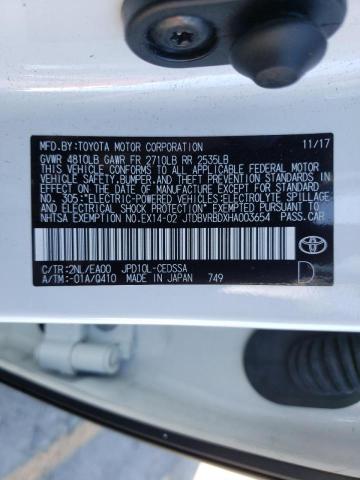 MFD.BY:TOYOTA MOTOR CORPORATION 11/17
GVWR 4810LB GAWR FR 2710LB RR 2535LB
THIS VEHICLE CONFORMS TO ALL APPLICABLE FEDERAL MOTOR
VEHICLE SAFETY, BUMPER, AND THEFT PREVENTION STANDARDS IN
EFFECT ON THE DATE OF MANUFACTURE SHOWN ABOVE EXCEPT FOR
NO. 305:"ELECTRIC-POWERED VEHICLES: ELECTROLYTE SPILLAGE
AND ELECTRICAL SHOCK PROTECTION" EXEMPTED PURSUANT TO
NHTSA EXEMPTION NO.EX14-02 JTDBVRBDXHA003654 PASS.CAR
C/TR:2NL/EA00 JPD10L-CEDSSA
A/TM:-01A/Q410 MADE IN JAPAN 749
TOYOTA
D